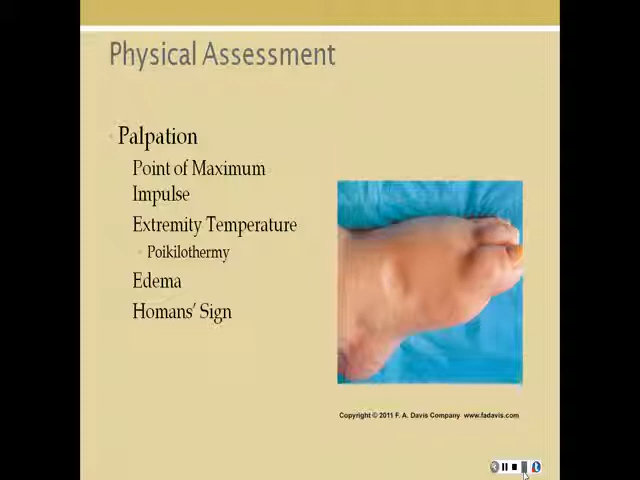 Physical Assessment
Palpation
Point of Maximum
Impulse
Extremity Temperature
Poikilothermy
Edema
Homans' Sign
Copyright © 2011 F. A. Davis Company www.fadavis.com